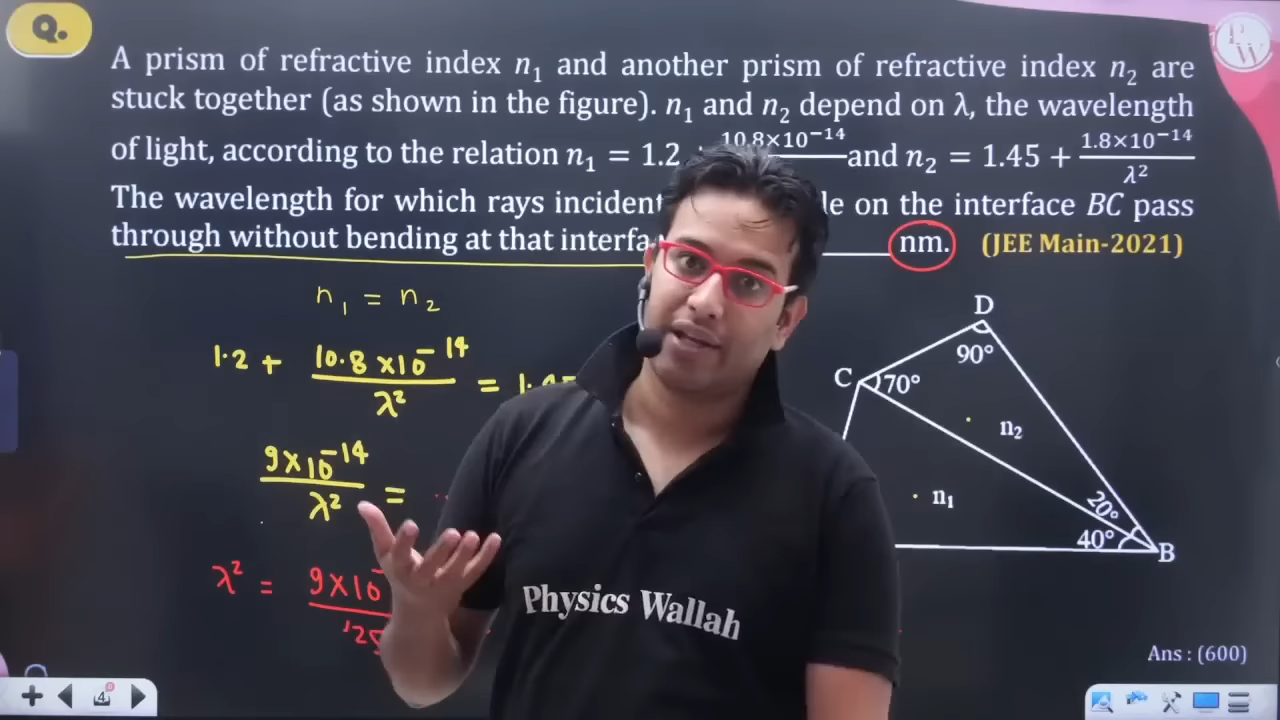 Q.
A prism of refractive index n₁ and another prism of refractive index n₂ are
stuck together (as shown in the figure). n₁ and n₂ depend on λ, the wavelength
of light, according to the relation n₁ = 1.2 10.8×10⁻¹⁴ and n₂ = 1.45 + 1.8×10⁻¹⁴/λ²
The wavelength for which rays incident le on the interface BC pass
through without bending at that interfa nm. (JEE Main-2021)
n₁ = n₂
1.2 + 10.8 × 10⁻¹⁴/λ² = 1.
9 × 10⁻¹⁴/λ² =
λ² = 9 × 10
.25
D
90°
C
70°
n₂
n₁
20°
40°
B
Physics Wallah
Ans : (600)